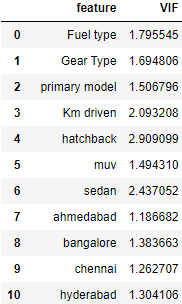 feature VIF
0 Fuel type 1.795545
1 Gear Type 1.694806
2 primary model 1.506796
3 Km driven 2.093208
4 hatchback 2.909099
5 muv 1.494310
6 sedan 2.437052
7 ahmedabad 1.186682
8 bangalore 1.383663
9 chennai 1.262707
10 hyderabad 1.304106